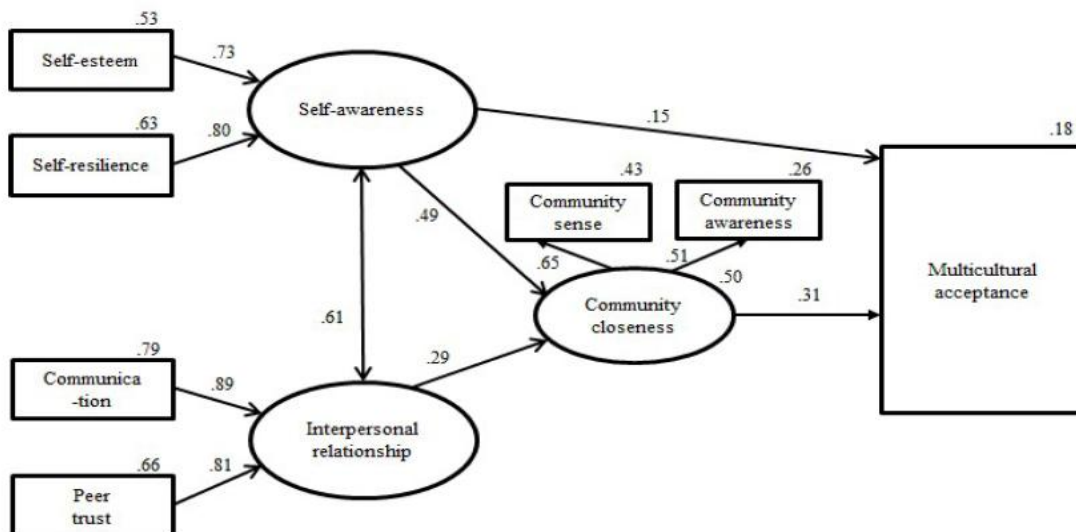 .53
Self-esteem
.73
Self-awareness
.63
Self-resilience
.80
.15
.18
.43
.26
Community
sense
Community
awareness
.49
.65
.51
.50
Community
closeness
.31
Multicultural
acceptance
.61
.29
.79
Communica
-tion
.89
Interpersonal
relationship
.66
.81
Peer
trust